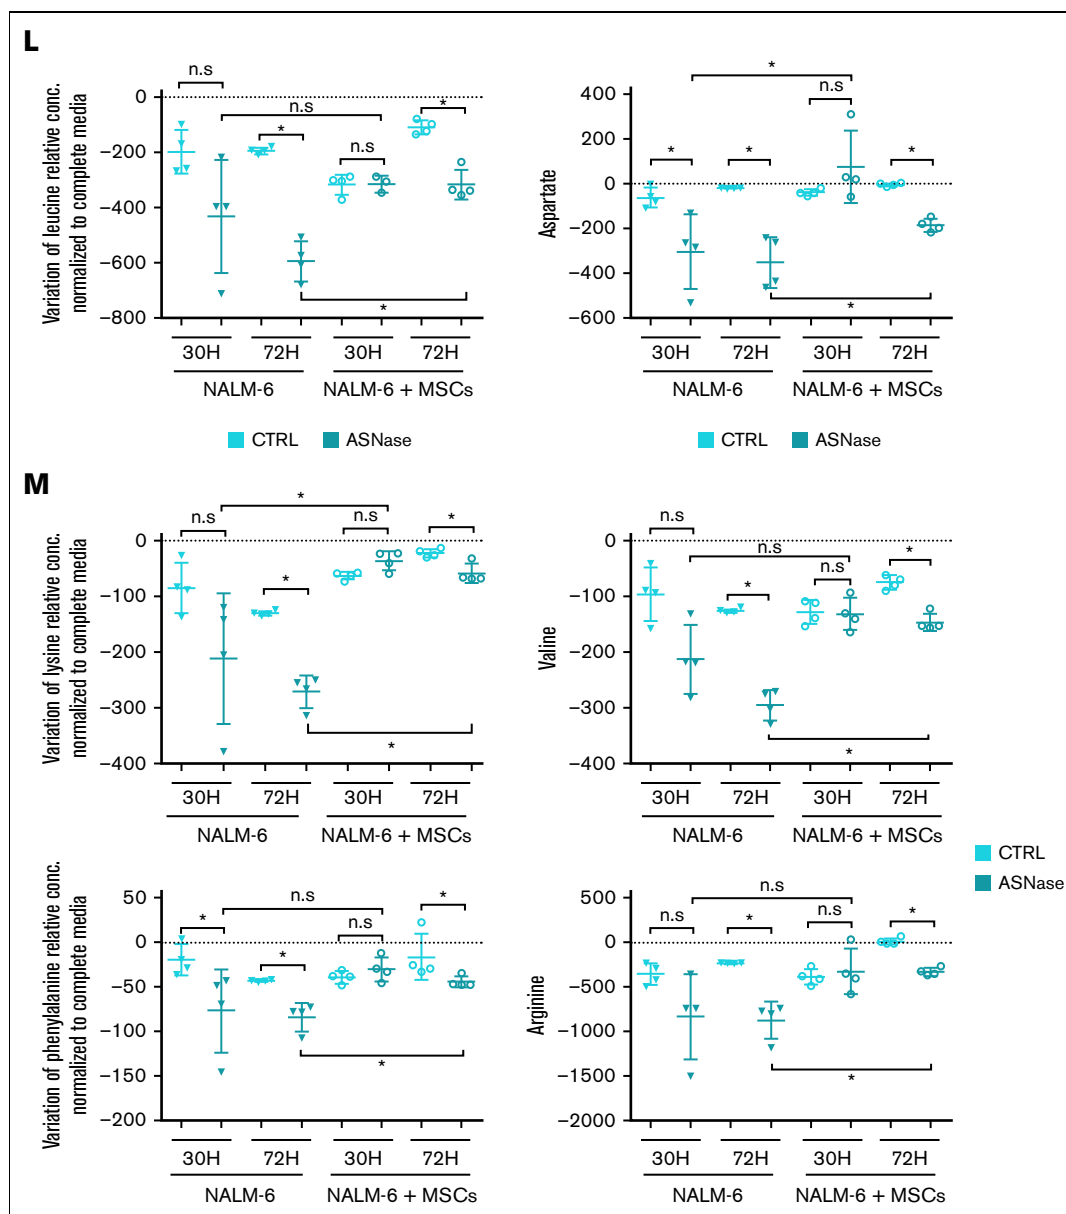 L
Variation of leucine relative conc.
normalized to complete media
0
−200
−400
−600
−800
n.s
n.s
*
n.s
*
*
30H 72H 30H 72H
NALM-6 NALM-6 + MSCs
Aspartate
400
200
0
−200
−400
−600
*
n.s
*
*
*
*
30H 72H 30H 72H
NALM-6 NALM-6 + MSCs
CTRL ASNase
CTRL ASNase
M
Variation of lysine relative conc.
normalized to complete media
0
−100
−200
−300
−400
*
n.s
n.s
*
*
*
30H 72H 30H 72H
NALM-6 NALM-6 + MSCs
Valine
0
−100
−200
−300
−400
n.s
n.s
*
n.s
*
*
30H 72H 30H 72H
NALM-6 NALM-6 + MSCs
CTRL
ASNase
Variation of phenylanine relative conc.
normalized to complete media
50
0
−50
−100
−150
−200
n.s
*
*
n.s
*
*
30H 72H 30H 72H
NALM-6 NALM-6 + MSCs
Arginine
500
0
−500
−1000
−1500
−2000
n.s
n.s
*
n.s
*
*
30H 72H 30H 72H
NALM-6 NALM-6 + MSCs